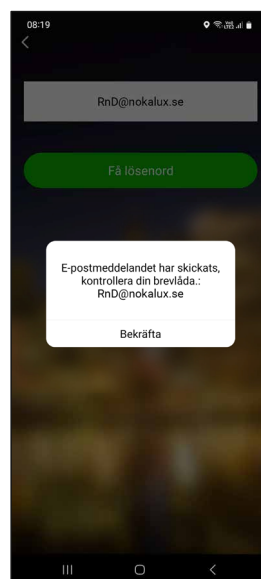 08:19
RnD@nokalux.se
Få lösenord
E-postmeddelandet har skickats,
kontrollera din brevlåda.:
RnD@nokalux.se
Bekräfta